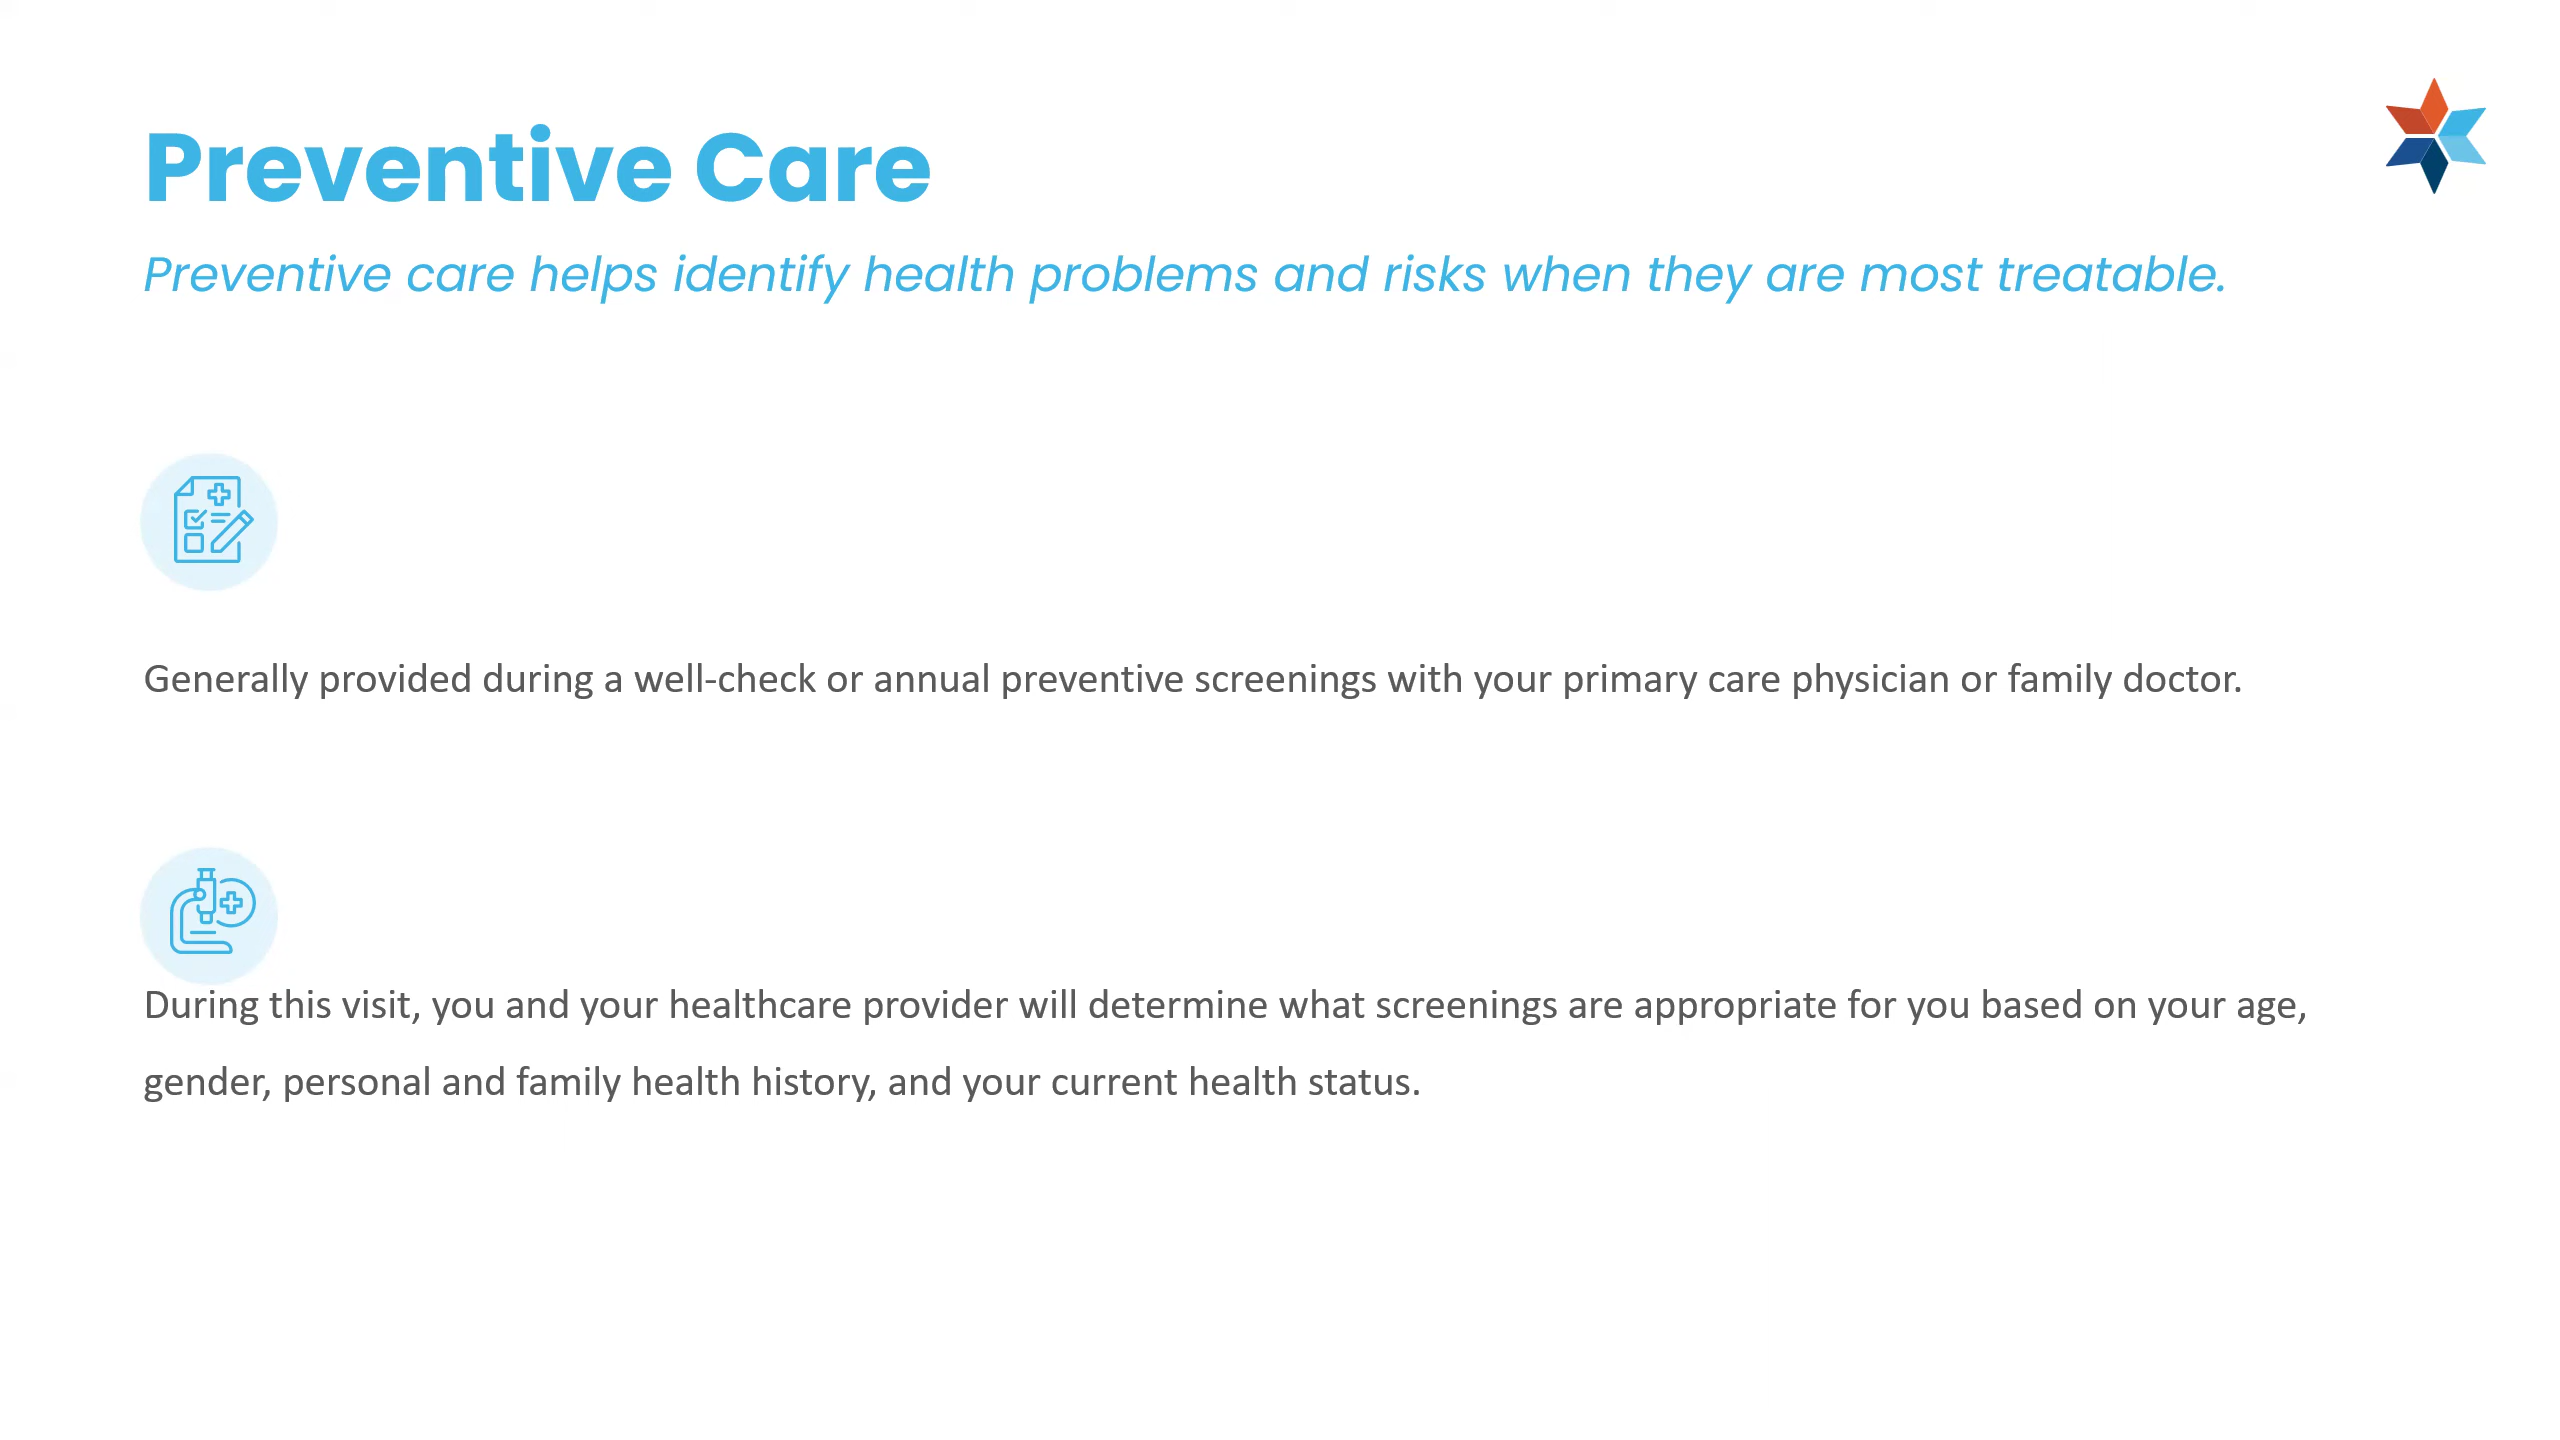 Preventive Care
Preventive care helps identify health problems and risks when they are most treatable.
Generally provided during a well-check or annual preventive screenings with your primary care physician or family doctor.
During this visit, you and your healthcare provider will determine what screenings are appropriate for you based on your age,
gender, personal and family health history, and your current health status.